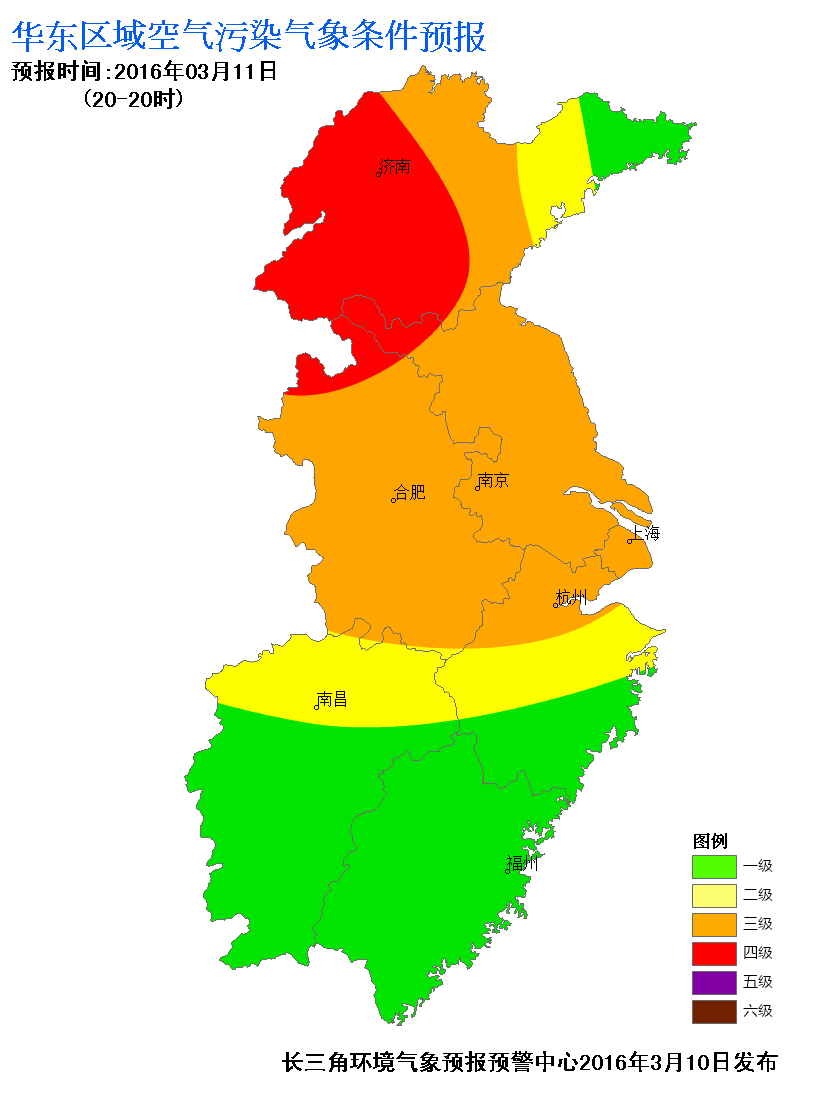 华东区域空气污染气象条件预报
预报时间:2016年03月11日
(20-20时)
济南
合肥
南京
上海
杭州
南昌
福州
图例
一级
二级
三级
四级
五级
六级
长三角环境气象预报预警中心2016年3月10日发布